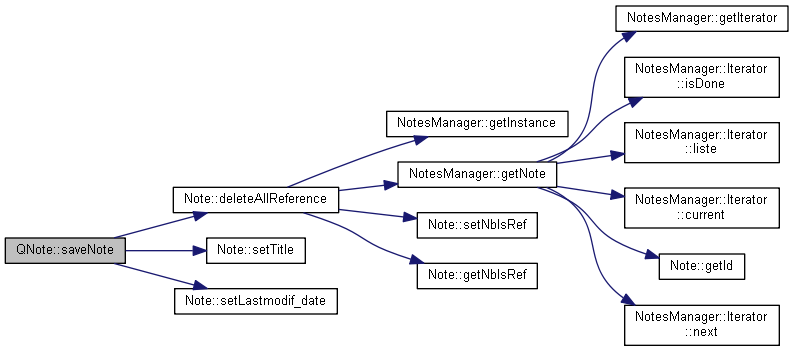 QNote::saveNote
Note::deleteAllReference
Note::setTitle
Note::setLastmodif_date
NotesManager::getInstance
NotesManager::getNote
Note::setNbIsRef
Note::getNbIsRef
NotesManager::getIterator
NotesManager::Iterator
::isDone
NotesManager::Iterator
::liste
NotesManager::Iterator
::current
Note::getId
NotesManager::Iterator
::next